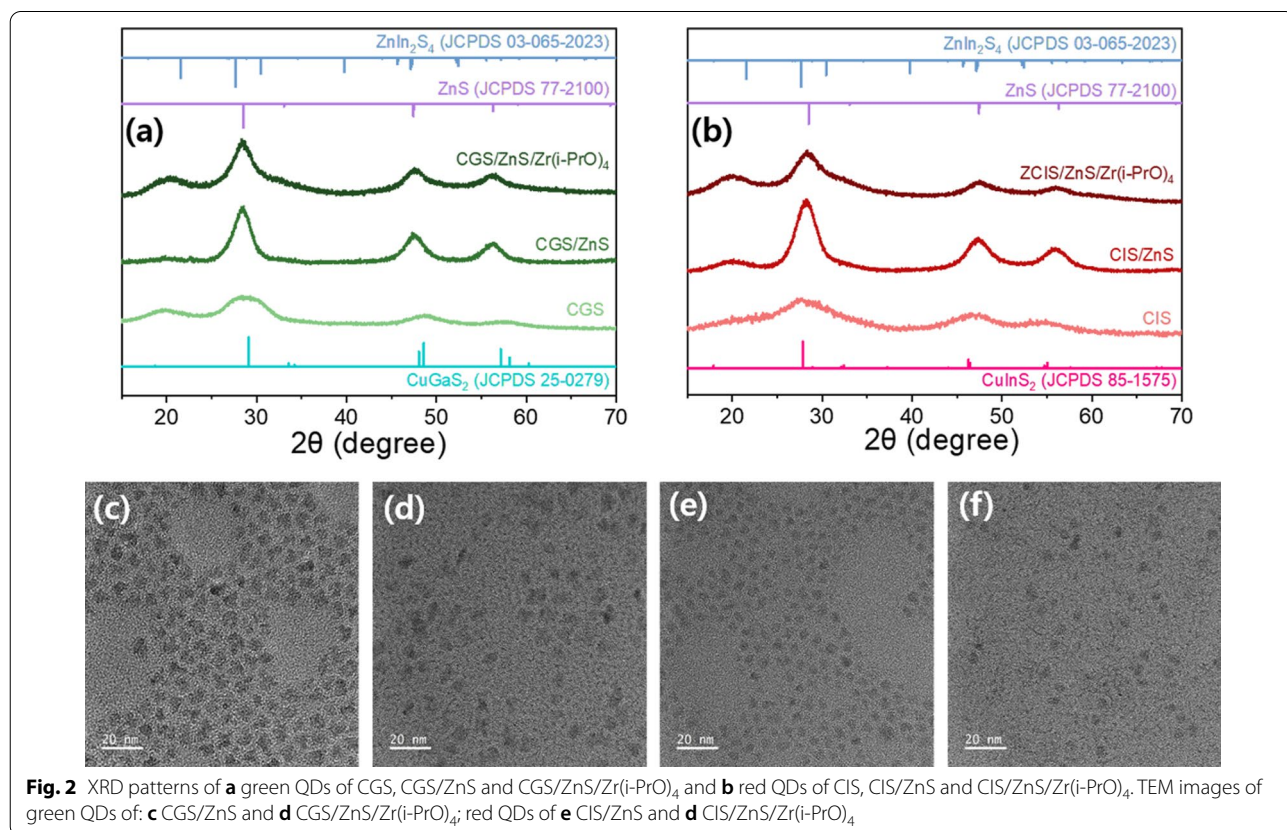 ZnIn₂S₄ (JCPDS 03-065-2023)
ZnS (JCPDS 77-2100)
(a)
CGS/ZnS/Zr(i-PrO)₄
CGS/ZnS
CGS
CuGaS₂ (JCPDS 25-0279)
20 30 40 50 60 70
2θ (degree)
ZnIn₂S₄ (JCPDS 03-065-2023)
ZnS (JCPDS 77-2100)
(b)
ZCIS/ZnS/Zr(i-PrO)₄
CIS/ZnS
CIS
CuInS₂ (JCPDS 85-1575)
20 30 40 50 60 70
2θ (degree)
(c)
20 nm
(d)
20 nm
(e)
20 nm
(f)
20 nm
Fig. 2 XRD patterns of a green QDs of CGS, CGS/ZnS and CGS/ZnS/Zr(i-PrO)₄ and b red QDs of CIS, CIS/ZnS and CIS/ZnS/Zr(i-PrO)₄. TEM images of
green QDs of: c CGS/ZnS and d CGS/ZnS/Zr(i-PrO)₄; red QDs of e CIS/ZnS and d CIS/ZnS/Zr(i-PrO)₄